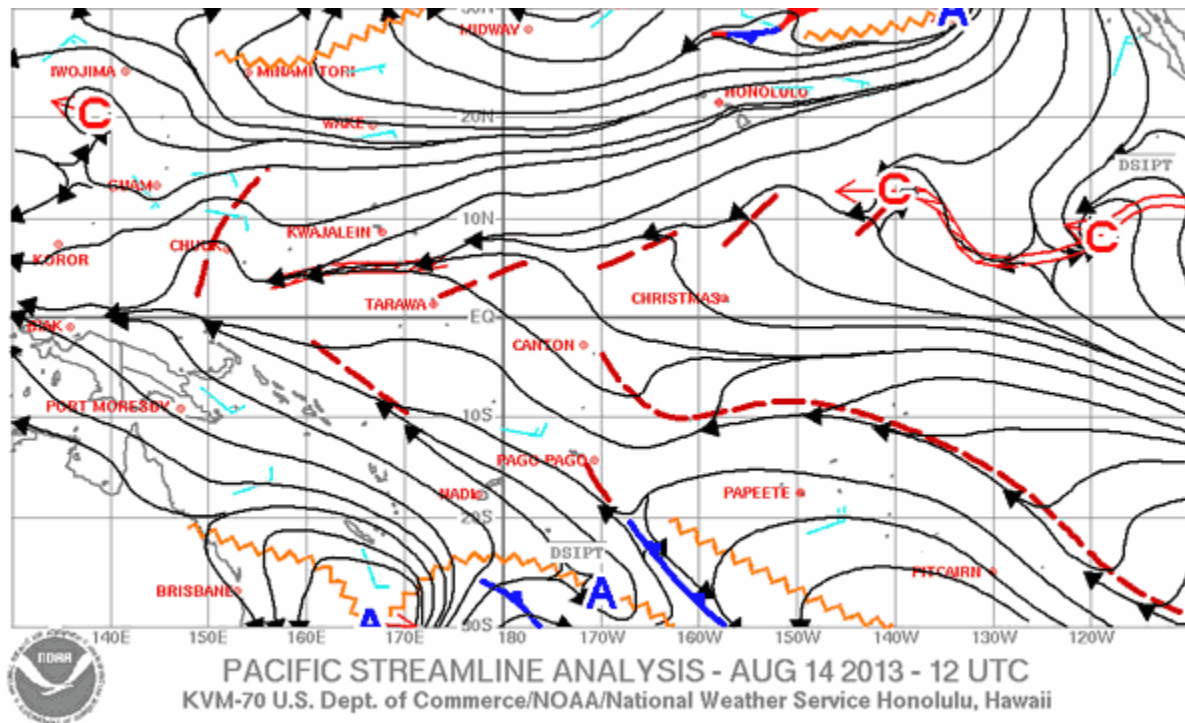 30N
A
MIDWAY
IWOJIMA
MINAMI TORI
HONOLULU
C
20N
WAKE
DSIPT
GUAM
C
10N
KWAJALEIN
C
CHUUK
KOROR
TARAWA
CHRISTMAS
EQ
BIAK
CANTON
PORT MORESBY
10S
PAGO PAGO
NADI
PAPEETE
20S
DSIPT
PITCAIRN
BRISBANE
A
A
30S
140E 150E 160E 170E 180 170W 160W 150W 140W 130W 120W
NOAA
PACIFIC STREAMLINE ANALYSIS - AUG 14 2013 - 12 UTC
KVM-70 U.S. Dept. of Commerce/NOAA/National Weather Service Honolulu, Hawaii